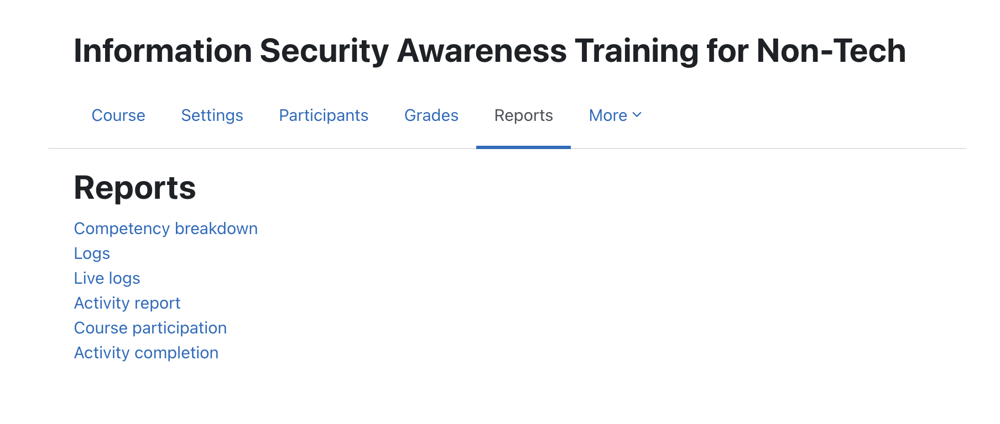 Information Security Awareness Training for Non-Tech
Course Settings Participants Grades Reports More
Reports
Competency breakdown
Logs
Live logs
Activity report
Course participation
Activity completion